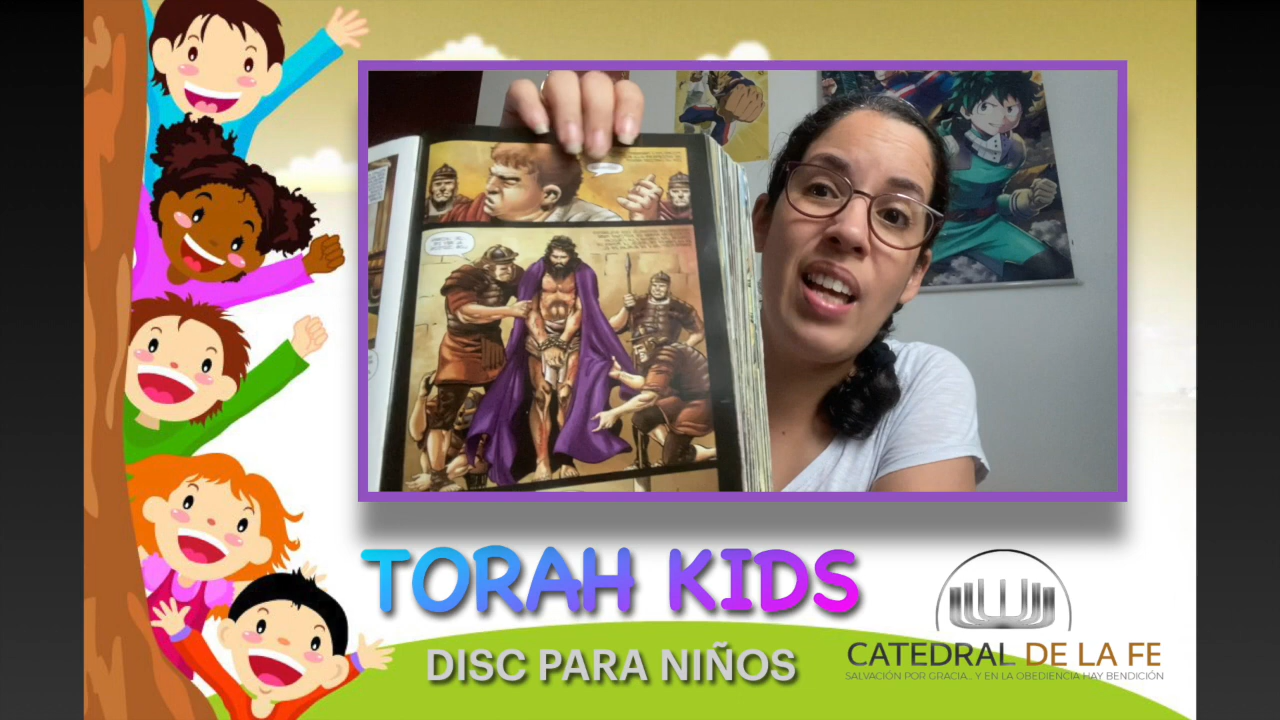 TORAH KIDS
DISC PARA NIÑOS
CATEDRAL DE LA FE
SALVACIÓN POR GRACIA... Y EN LA OBEDIENCIA HAY BENDICIÓN